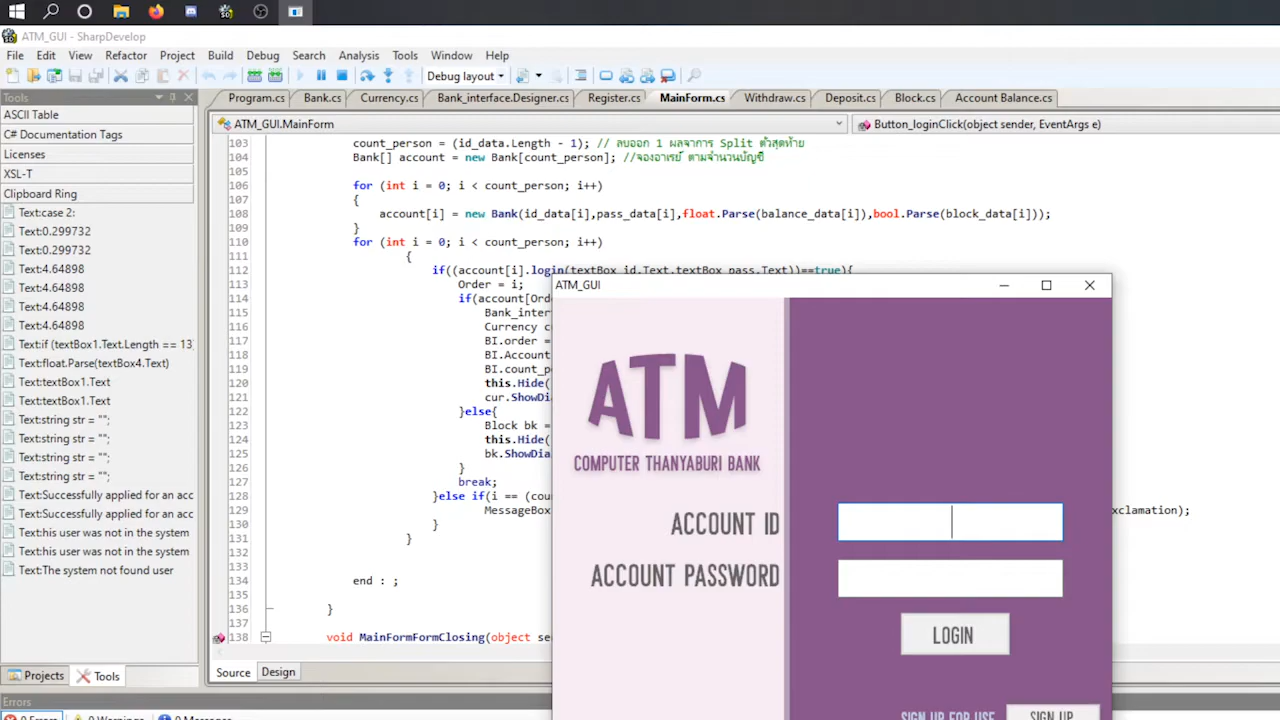 ATM_GUI - SharpDevelop
File Edit View Refactor Project Build Debug Search Analysis Tools Window Help
Debug layout
Tools
ASCII Table
C# Documentation Tags
Licenses
XSL-T
Clipboard Ring
Text:case 2:
Text:0.299732
Text:0.299732
Text:4.64898
Text:4.64898
Text:4.64898
Text:4.64898
Text:if (textBox1.Text.Length == 13)
Text:float.Parse(textBox4.Text)
Text:textBox1.Text
Text:textBox1.Text
Text:string str = "";
Text:string str = "";
Text:string str = "";
Text:string str = "";
Text:Successfully applied for an acc
Text:Successfully applied for an acc
Text:his user was not in the system
Text:his user was not in the system
Text:The system not found user
Projects Tools
Program.cs Bank.cs Currency.cs Bank_interface.Designer.cs Register.cs MainForm.cs Withdraw.cs Deposit.cs Block.cs Account Balance.cs
ATM_GUI.MainForm Button_loginClick(object sender, EventArgs e)
103 count_person = (id_data.Length - 1); // ลบออก 1 ผลจาการ Split ตัวสุดท้าย
104 Bank[] account = new Bank[count_person]; //จองอาเรย์ ตามจำนวนบัญชี
105
106 for (int i = 0; i < count_person; i++)
107 {
108 account[i] = new Bank(id_data[i],pass_data[i],float.Parse(balance_data[i]),bool.Parse(block_data[i]));
109 }
110 for (int i = 0; i < count_person; i++)
111 {
112 if((account[i].login(textBox_id.Text,textBox_pass.Text))==true){
113 Order = i;
114 if(account[Ord
115 Bank_inter
116 Currency c
117 BI.order =
118 BI.Account
119 BI.count_p
120 this.Hide(
121 cur.ShowDi
122 }else{
123 Block bk =
124 this.Hide(
125 bk.ShowDia
126 }
127 break;
128 }else if(i == (cou
129 MessageBox xclamation);
130 }
131 }
132
133
134 end : ;
135
136 }
137
138 void MainFormFormClosing(object se
Source Design
Errors
0 Errors 0 Warnings 0 Messages
ATM_GUI
ATM
COMPUTER THANYABURI BANK
ACCOUNT ID
ACCOUNT PASSWORD
LOGIN
SIGN UP FOR USE SIGN UP